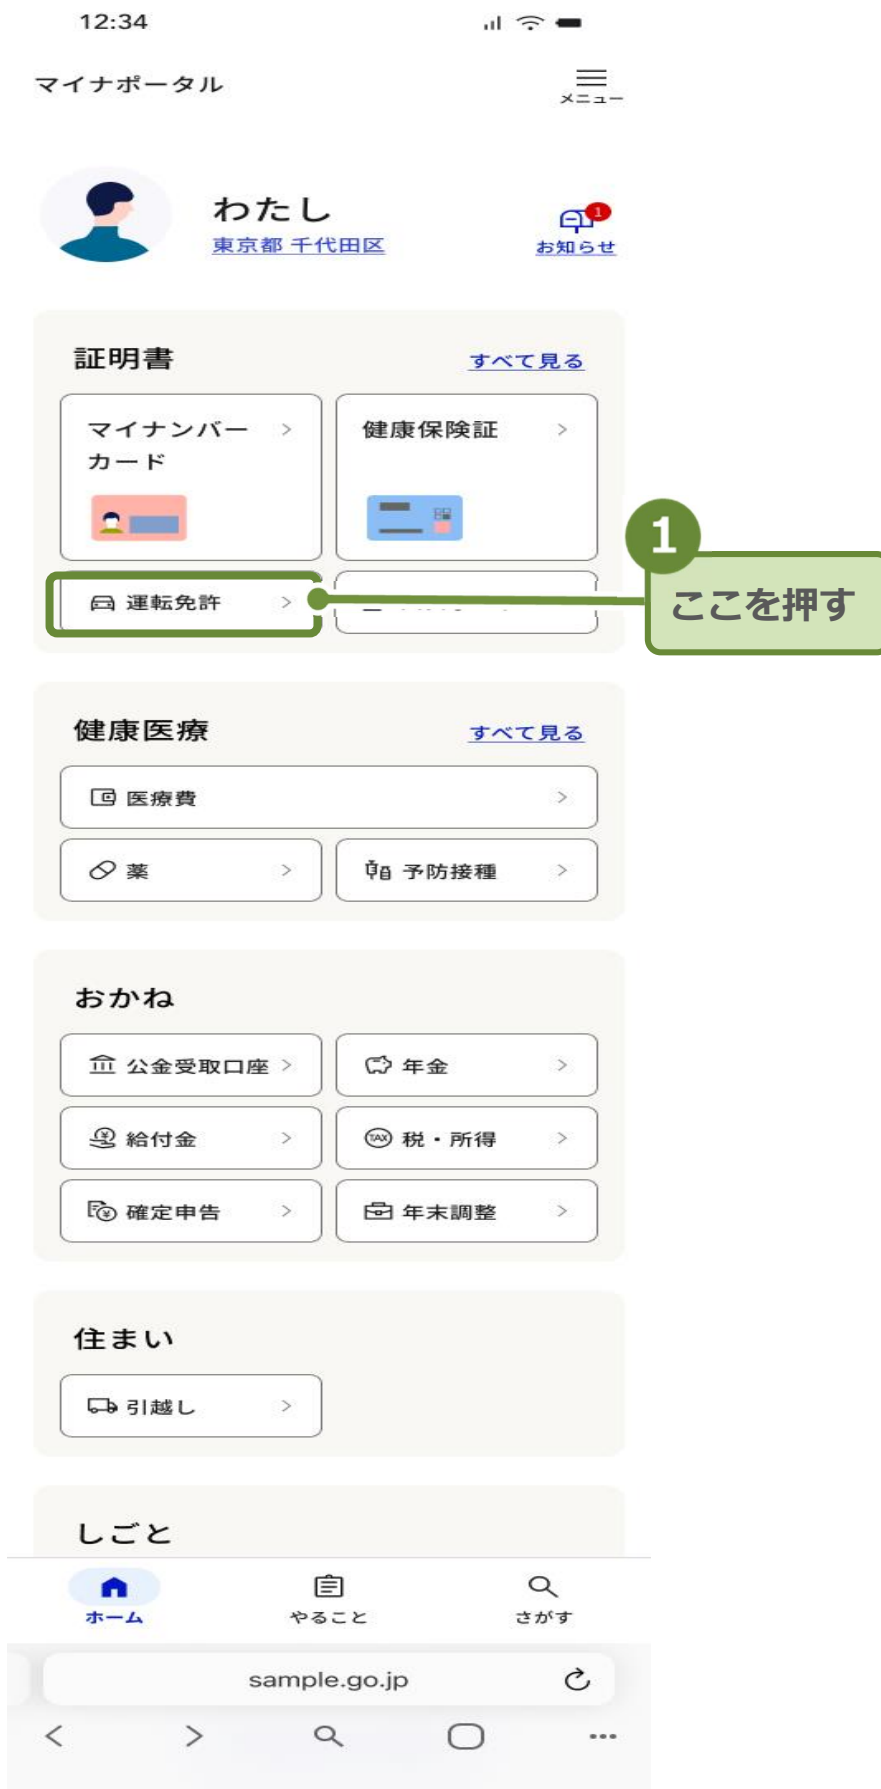 12:34
マイナポータル
メニュー
わたし
東京都 千代田区
1
お知らせ
証明書
すべて見る
マイナンバー
カード
健康保険証
1
運転免許
ここを押す
健康医療
すべて見る
医療費
薬
予防接種
おかね
公金受取口座
年金
給付金
TAX 税・所得
確定申告
年末調整
住まい
引越し
しごと
ホーム
やること
さがす
sample.go.jp